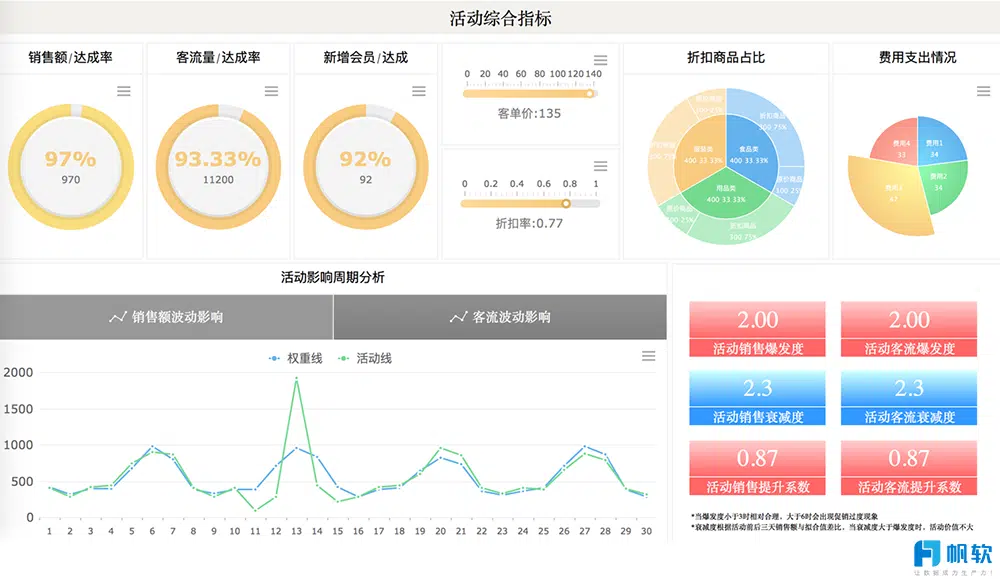 活动综合指标
销售额/达成率
客流量/达成率
新增会员/达成
折扣商品占比
费用支出情况
97%
970
93.33%
11200
92%
92
0 20 40 60 80 100 120 140
客单价:135
0 0.2 0.4 0.6 0.8 1
折扣率:0.77
折扣商品
300 75%
原价商品
100 25%
服装类
400 33.33%
食品类
400 33.33%
用品类
400 33.33%
原价商品
100 25%
折扣商品
300 75%
费用4
31
费用1
34
费用3
47
费用2
34
活动影响周期分析
销售额波动影响
客流波动影响
权重线
活动线
2000
1500
1000
500
0
1 2 3 4 5 6 7 8 9 10 11 12 13 14 15 16 17 18 19 20 21 22 23 24 25 26 27 28 29 30
2.00
活动销售爆发度
2.00
活动客流爆发度
2.3
活动销售衰减度
2.3
活动客流衰减度
0.87
活动销售提升系数
0.87
活动客流提升系数
*当爆发度小于3时相对合理，大于6时会出现促销过度现象
*衰减度根据活动前后三天销售额与拟合值差比，当衰减大于爆发度时，活动价值不大
帆软
让数据成为生产力！